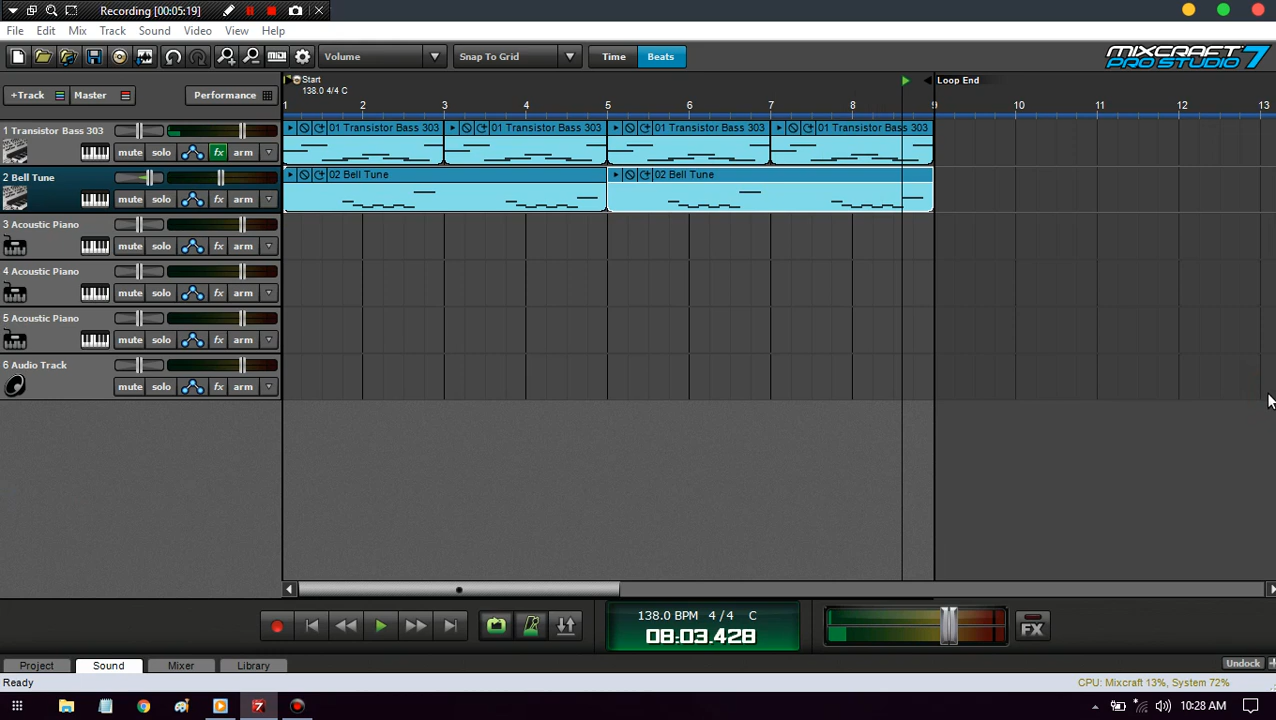 Recording [00:05:19]
File Edit Mix Track Sound Video View Help
Volume Snap To Grid Time Beats MIXCRAFT PRO STUDIO 7
+Track Master Performance
Start
138.0 4/4 C
Loop End
1 2 3 4 5 6 7 8 9 10 11 12 13
1 Transistor Bass 303
mute solo fx arm
01 Transistor Bass 303 01 Transistor Bass 303 01 Transistor Bass 303 01 Transistor Bass 303
2 Bell Tune
mute solo fx arm
02 Bell Tune 02 Bell Tune
3 Acoustic Piano
mute solo fx arm
4 Acoustic Piano
mute solo fx arm
5 Acoustic Piano
mute solo fx arm
6 Audio Track
mute solo fx arm
138.0 BPM 4/4 C
08:03.428
FX
Project Sound Mixer Library Undock
Ready CPU: Mixcraft 13%, System 72%
7 10:28 AM